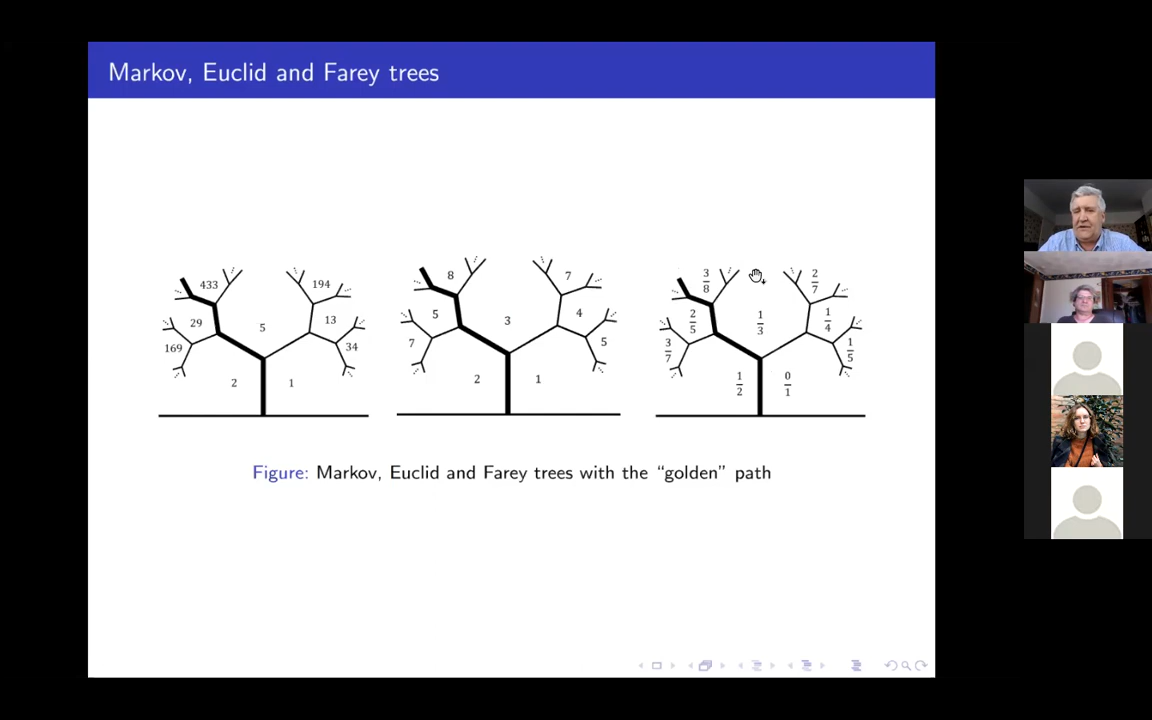 Markov, Euclid and Farey trees
433 194
29 5 13
169 34
2 1
8 7
5 3 4
7 5
2 1
3/8 2/7
2/5 1/3 1/4
3/7 1/5
1/2 0/1
Figure: Markov, Euclid and Farey trees with the “golden” path